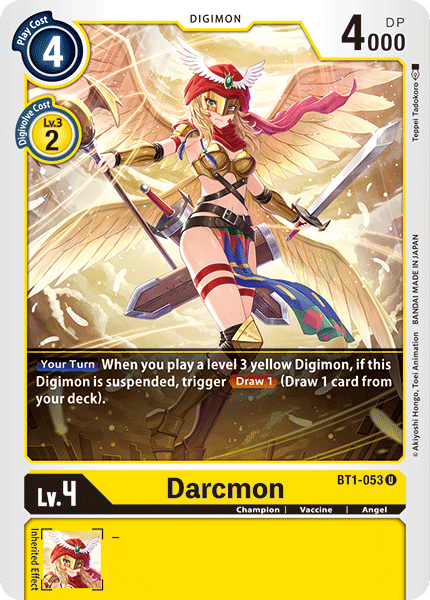 DIGIMON
Play Cost
4
4000
DP
Digivolve Cost
Lv.3
2
Teppei Tadokoro
© Akiyoshi Hongo, Toei Animation BANDAI MADE IN JAPAN
Your Turn When you play a level 3 yellow Digimon, if this
Digimon is suspended, trigger Draw 1 (Draw 1 card from
your deck).
BT1-053 U
Lv.4
Darcmon
Champion | Vaccine | Angel
Inherited Effect
–